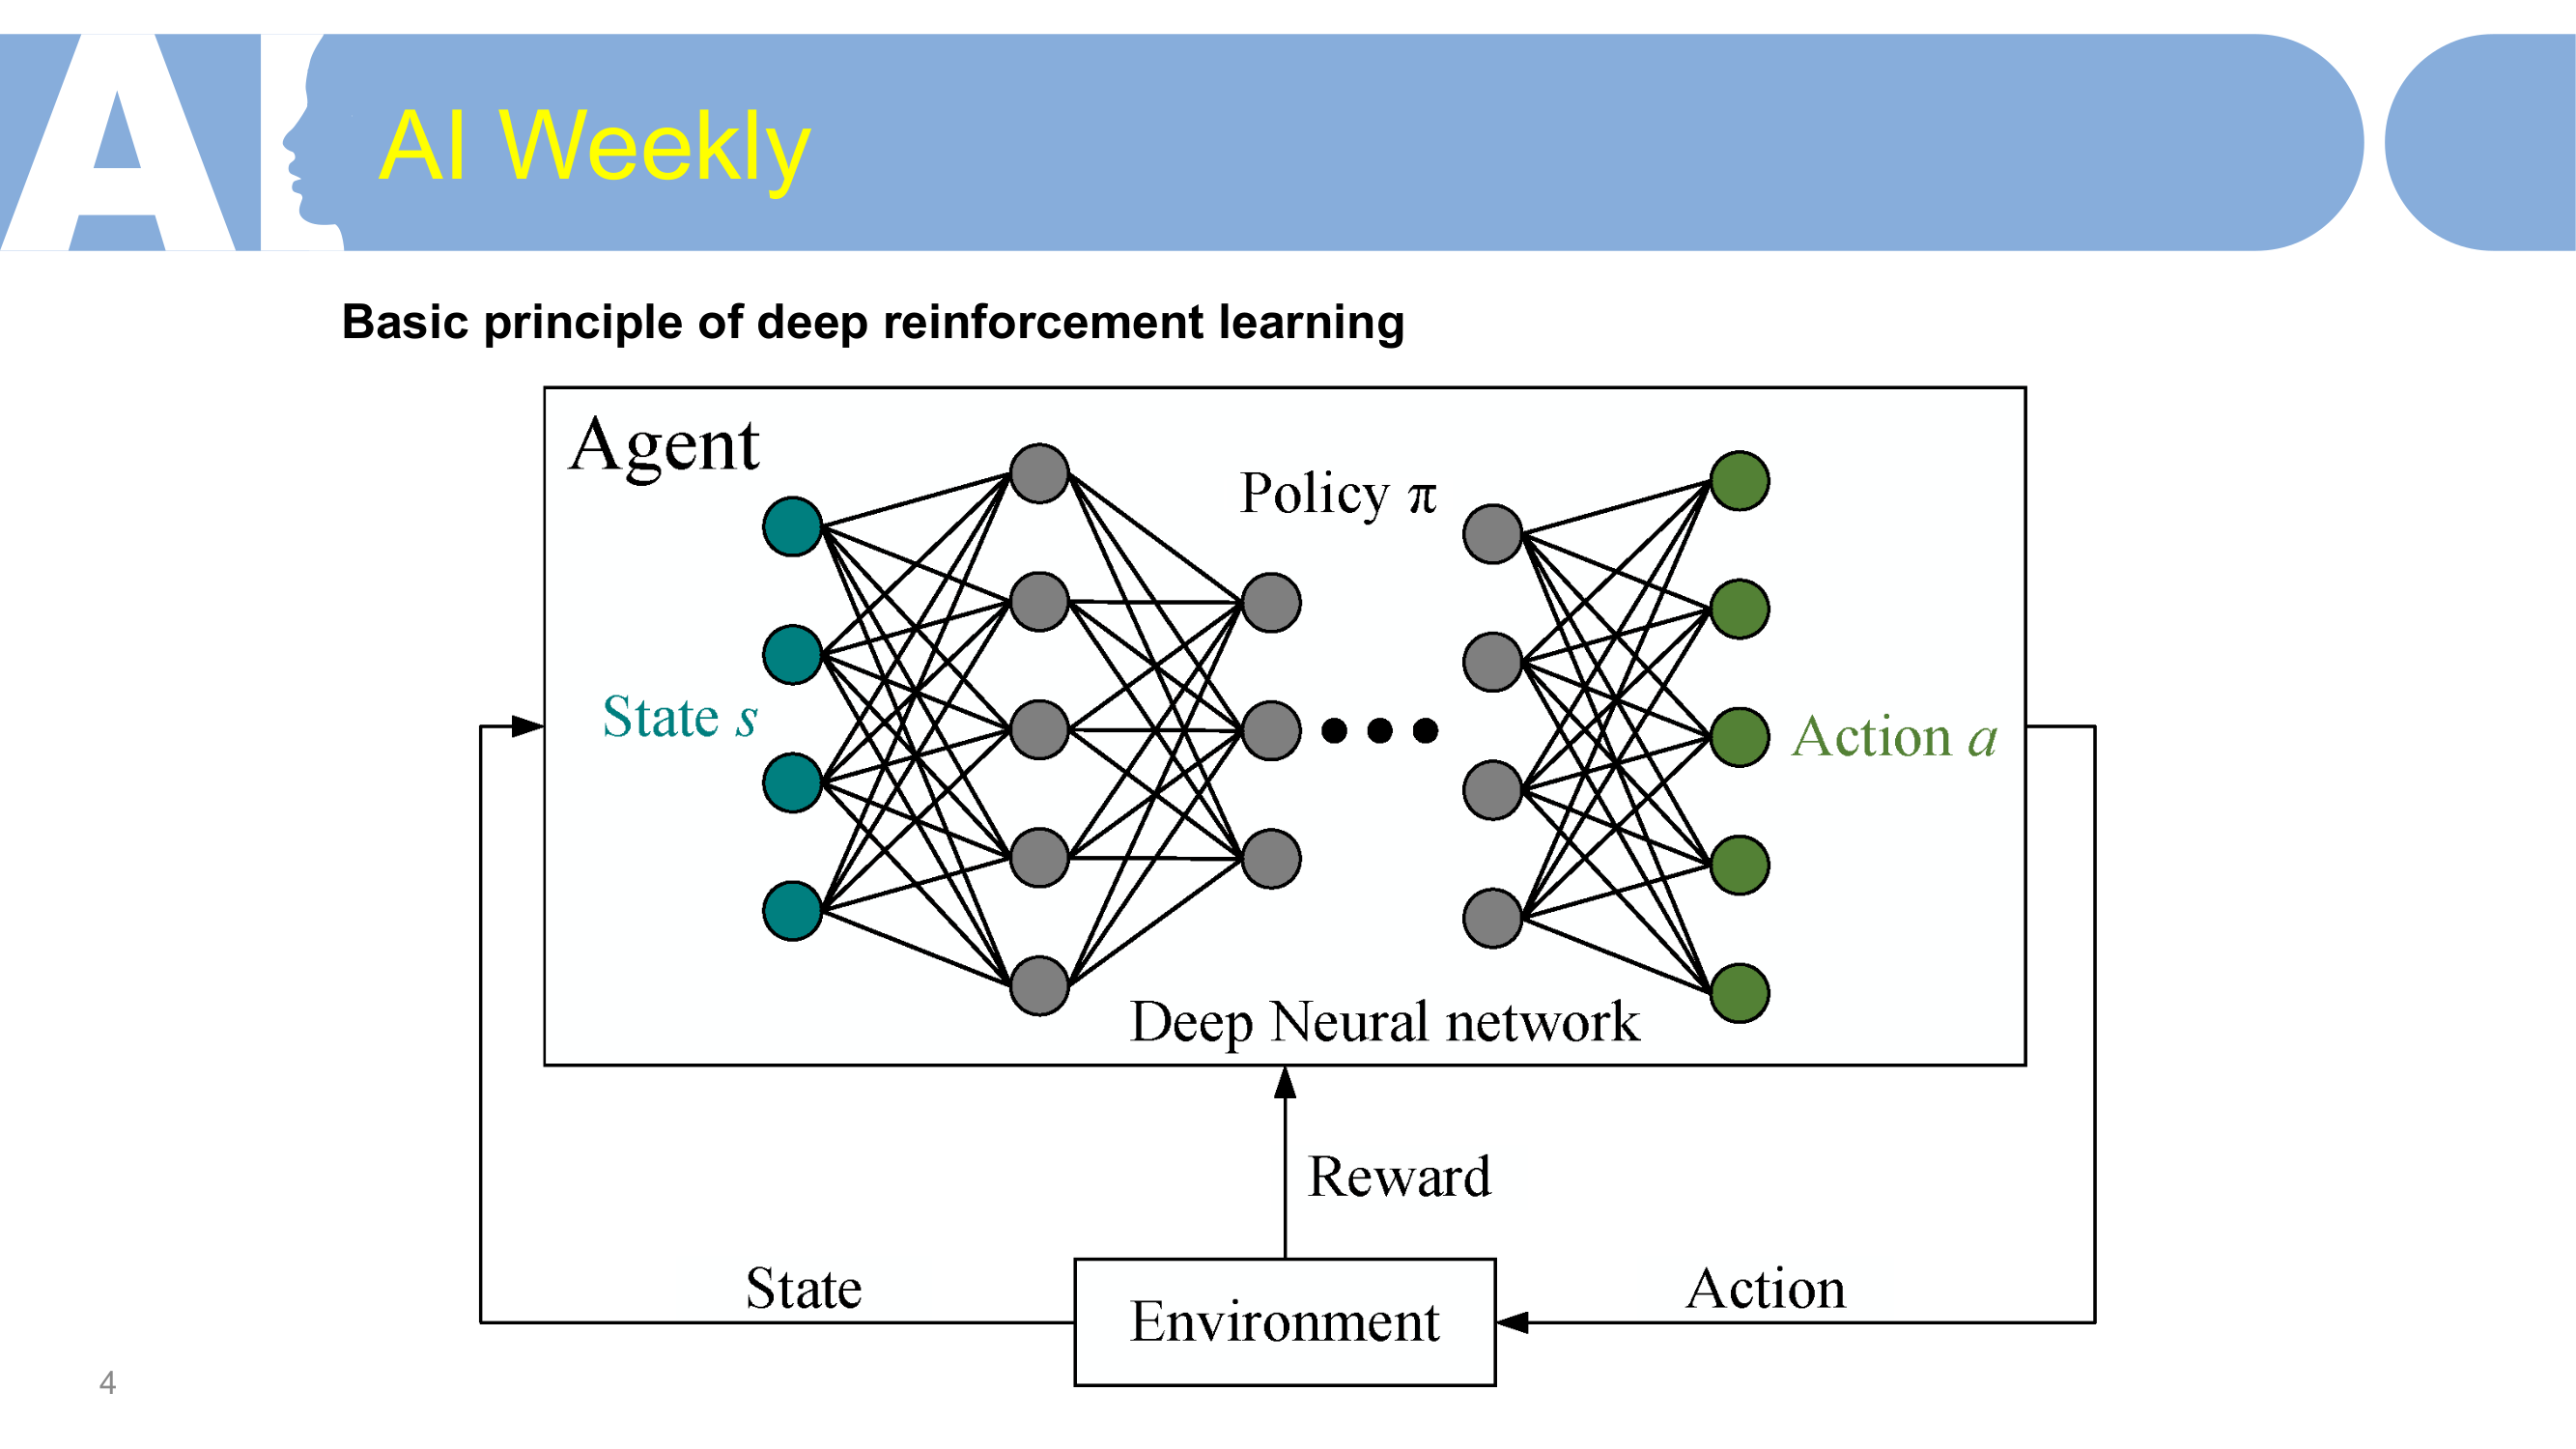 AI
AI Weekly
Basic principle of deep reinforcement learning
Agent
Policy π
State s
Action a
Deep Neural network
Reward
State
Action
Environment
4